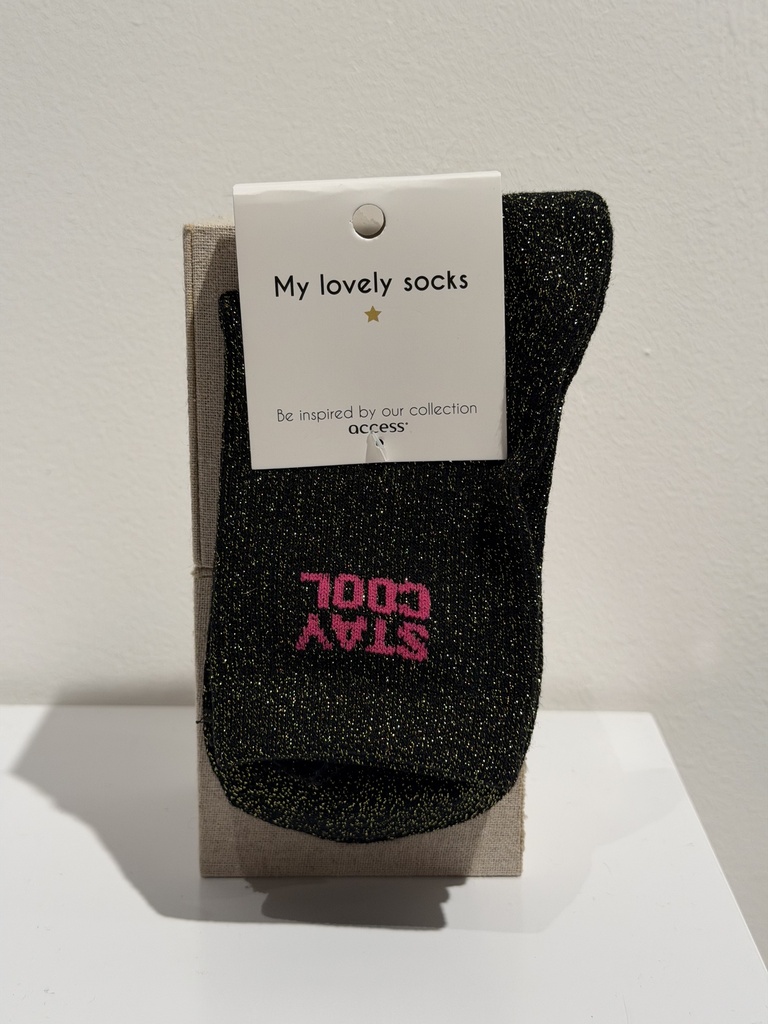 My lovely socks
Be inspired by our collection
access
STAY
COOL